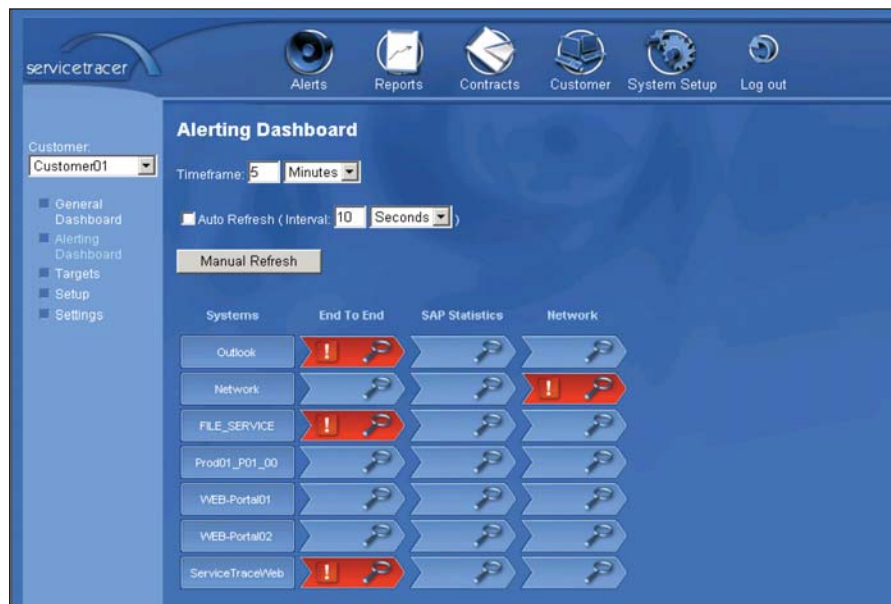 servicetracer
Alerts
Reports
Contracts
Customer
System Setup
Log out
Customer:
Customer01
General
Dashboard
Alerting
Dashboard
Targets
Setup
Settings
Alerting Dashboard
Timeframe: 5 Minutes
Auto Refresh ( Interval: 10 Seconds )
Manual Refresh
Systems End To End SAP Statistics Network
Outlook !
Network !
FILE_SERVICE !
Prod01_P01_00
WEB-Portal01
WEB-Portal02
ServiceTraceWeb !